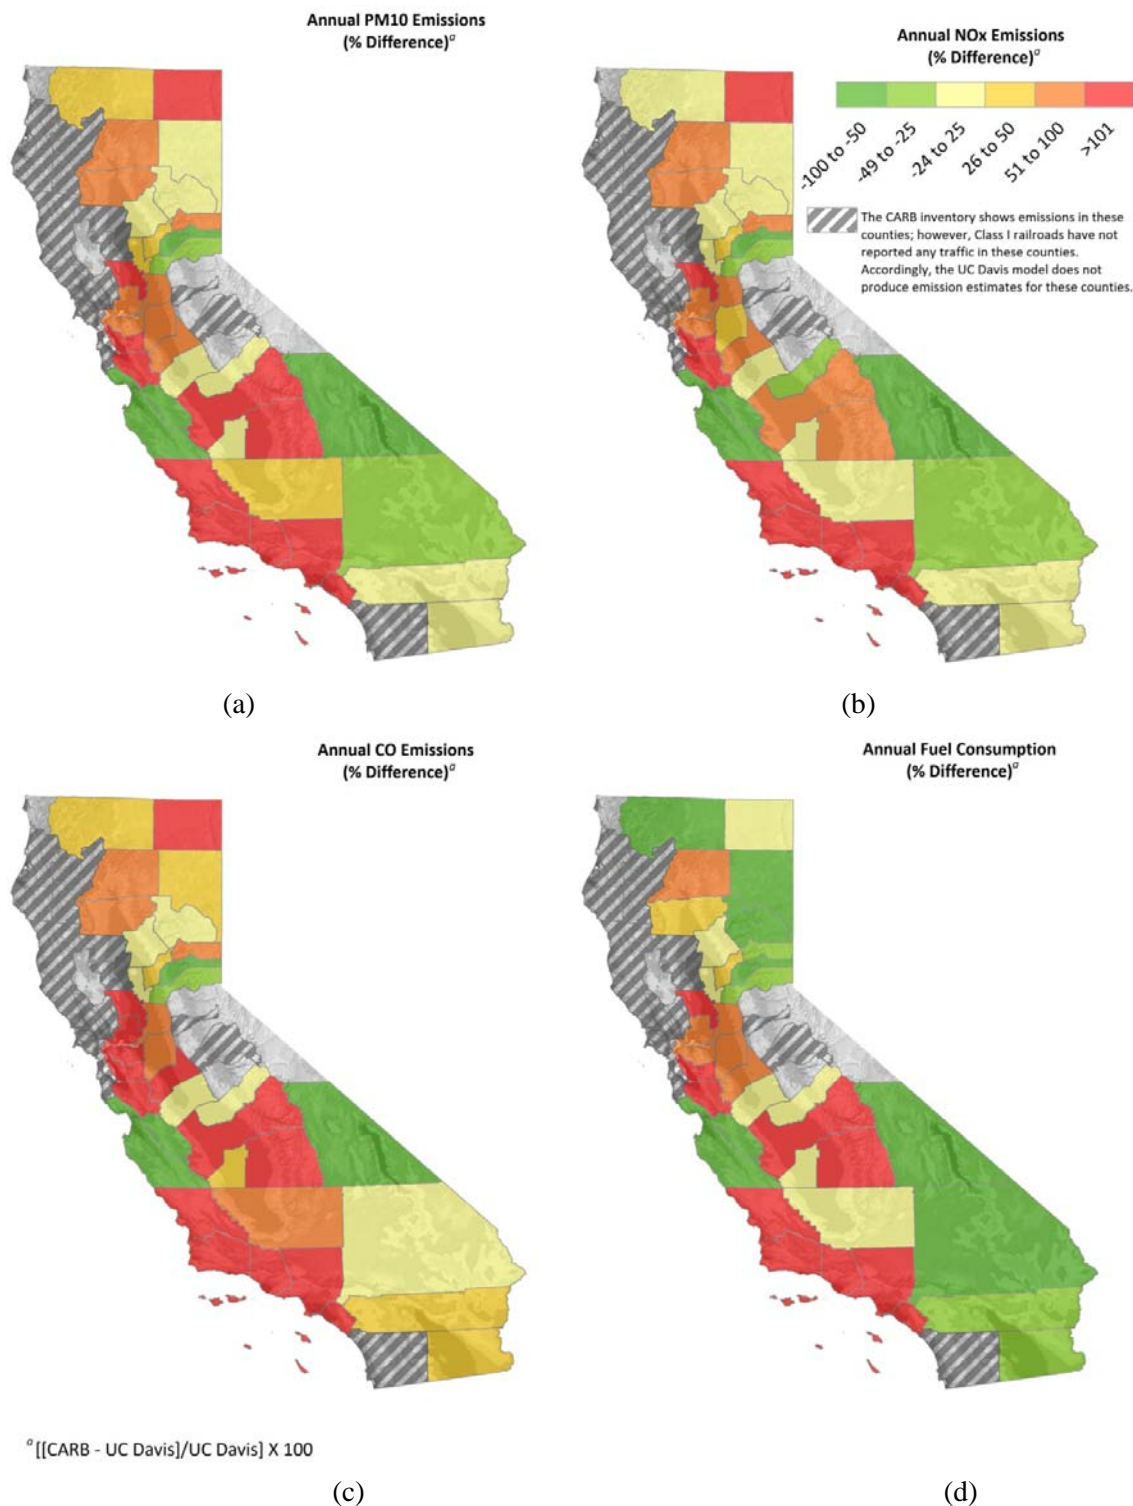 Annual PM10 Emissions
(% Difference)ᵃ
Annual NOx Emissions
(% Difference)ᵃ
-100 to -50
-49 to -25
-24 to 25
26 to 50
51 to 100
>101
The CARB inventory shows emissions in these
counties; however, Class I railroads have not
reported any traffic in these counties.
Accordingly, the UC Davis model does not
produce emission estimates for these counties.
(a)
(b)
Annual CO Emissions
(% Difference)ᵃ
Annual Fuel Consumption
(% Difference)ᵃ
ᵃ [[CARB - UC Davis]/UC Davis] X 100
(c)
(d)